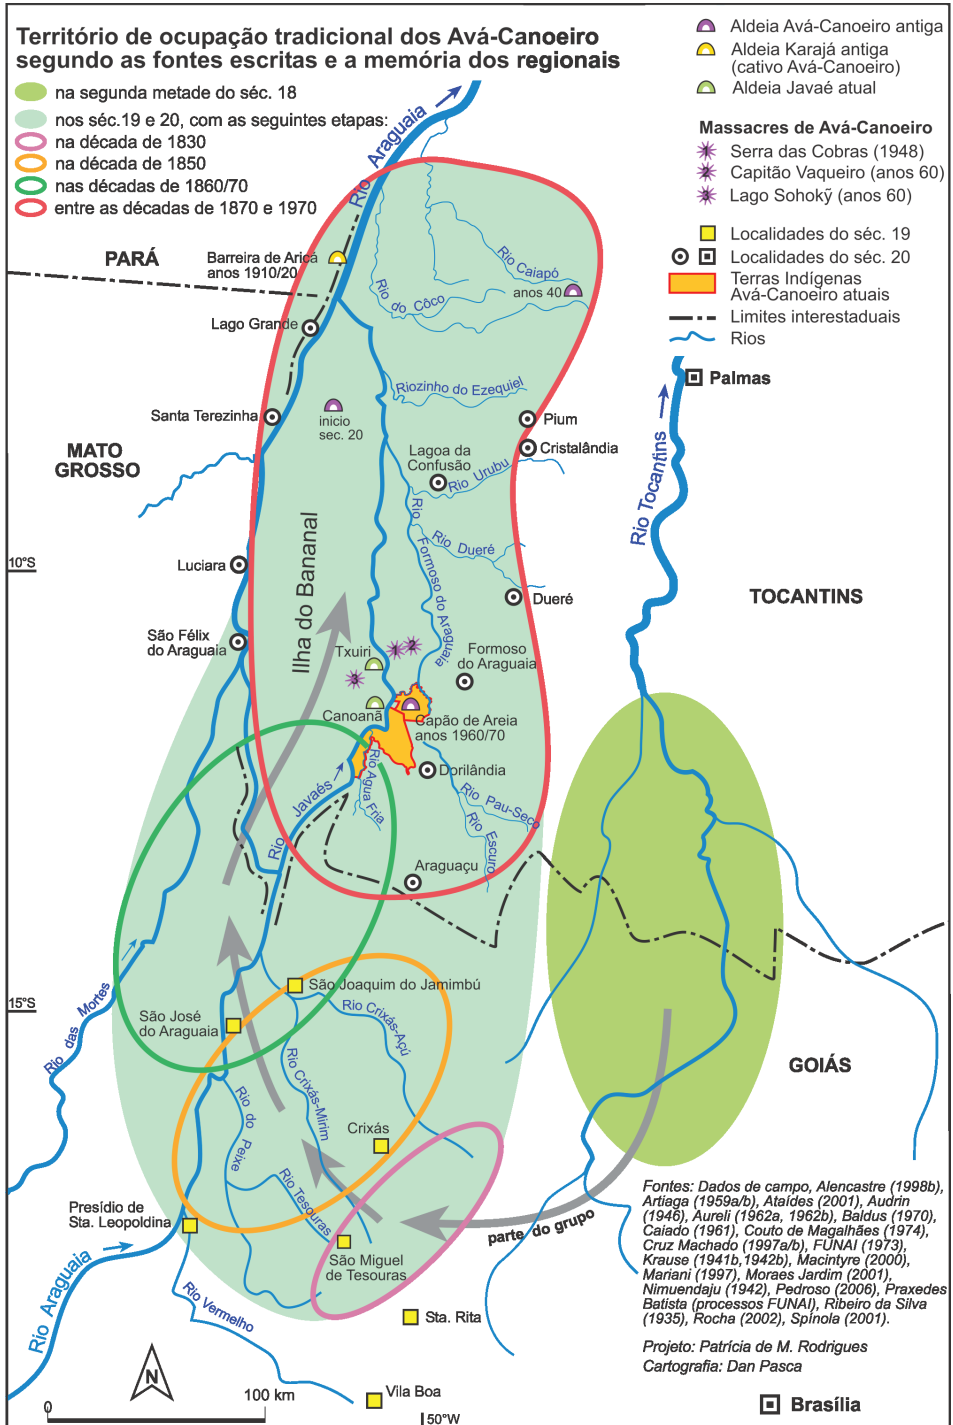 Território de ocupação tradicional dos Avá-Canoeiro
segundo as fontes escritas e a memória dos regionais
na segunda metade do séc. 18
nos séc.19 e 20, com as seguintes etapas:
na década de 1830
na década de 1850
nas décadas de 1860/70
entre as décadas de 1870 e 1970
Aldeia Avá-Canoeiro antiga
Aldeia Karajá antiga
(cativo Avá-Canoeiro)
Aldeia Javaé atual
Massacres de Avá-Canoeiro
1 Serra das Cobras (1948)
2 Capitão Vaqueiro (anos 60)
3 Lago Sohokỹ (anos 60)
Localidades do séc. 19
Localidades do séc. 20
Terras Indígenas
Avá-Canoeiro atuais
Limites interestaduais
Rios
Rio Araguaia
PARÁ
Barreira de Aricá
anos 1910/20
Rio Caiapó
anos 40
Rio do Côco
Lago Grande
Riozinho do Ezequiel
Palmas
Santa Terezinha
inicio
sec. 20
Pium
Cristalândia
MATO
GROSSO
Lagoa da
Confusão
Rio Urubu
Rio Tocantins
Ilha do Bananal
Rio Formoso do Araguaia
Rio Dueré
10°S
Luciara
Dueré
TOCANTINS
São Félix
do Araguaia
Txuiri
1
2
3
Formoso
do Araguaia
Canoanã
Capão de Areia
anos 1960/70
Dorilândia
Rio Javaés
Rio Agua Fria
Rio Pau-Seco
Rio Escuro
Araguaçu
Rio das Mortes
São Joaquim do Jamimbú
15°S
São José
do Araguaia
Rio Crixás-Açú
Rio Crixás-Mirim
GOIÁS
Rio do Peixe
Crixás
Rio Tesouras
Presídio de
Sta. Leopoldina
São Miguel
de Tesouras
parte do grupo
Rio Araguaia
Rio Vermelho
Sta. Rita
Vila Boa
Fontes: Dados de campo, Alencastre (1998b),
Artiaga (1959a/b), Ataídes (2001), Audrin
(1946), Aureli (1962a, 1962b), Baldus (1970),
Caiado (1961), Couto de Magalhães (1974),
Cruz Machado (1997a/b), FUNAI (1973),
Krause (1941b,1942b), Macintyre (2000),
Mariani (1997), Moraes Jardim (2001),
Nimuendaju (1942), Pedroso (2006), Praxedes
Batista (processos FUNAI), Ribeiro da Silva
(1935), Rocha (2002), Spínola (2001).
Projeto: Patrícia de M. Rodrigues
Cartografia: Dan Pasca
N
0
100 km
50°W
Brasília